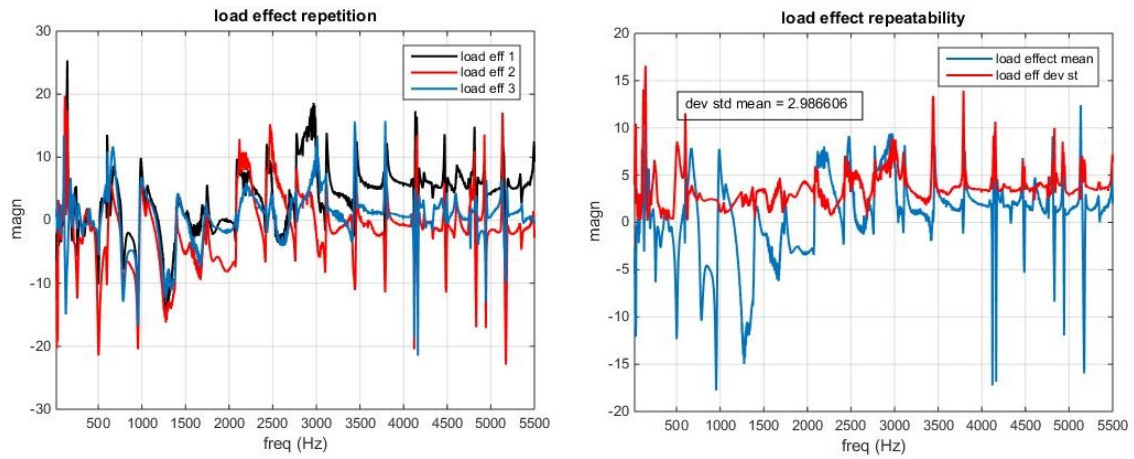 load effect repetition
30
20
10
0
-10
-20
-30
magn
500 1000 1500 2000 2500 3000 3500 4000 4500 5000 5500
freq (Hz)
load eff 1
load eff 2
load eff 3
load effect repeatability
20
15
10
5
0
-5
-10
-15
-20
magn
500 1000 1500 2000 2500 3000 3500 4000 4500 5000 5500
freq (Hz)
load effect mean
load eff dev st
dev std mean = 2.986606